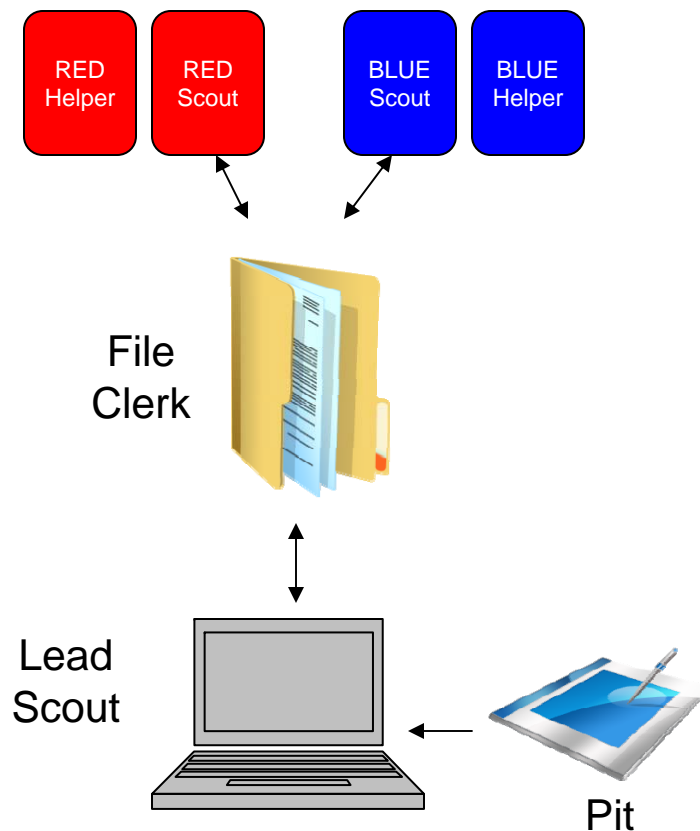 RED
Helper
RED
Scout
BLUE
Scout
BLUE
Helper
File
Clerk
Lead
Scout
Pit